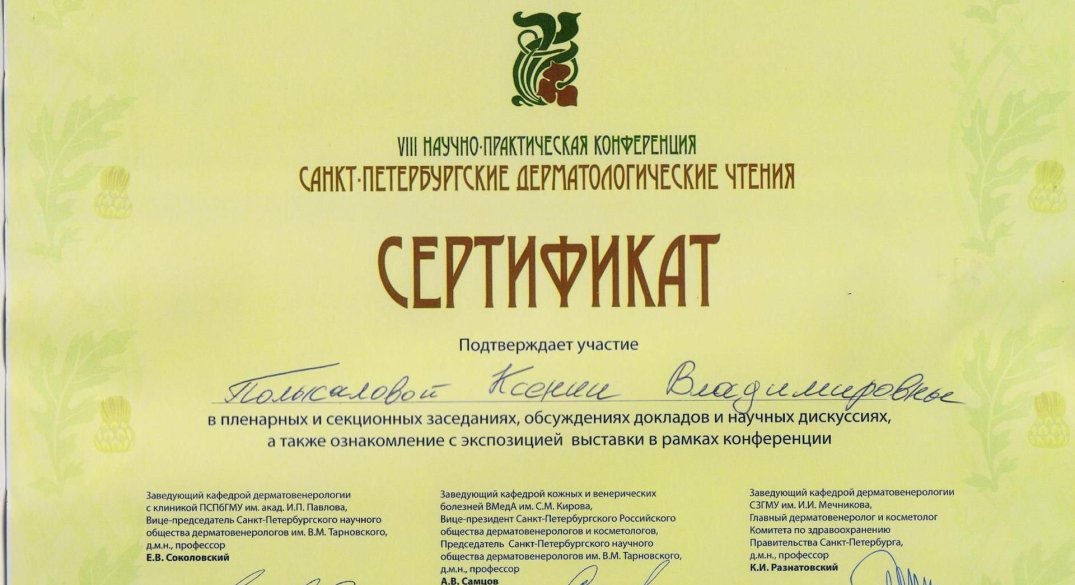 VIII НАУЧНО-ПРАКТИЧЕСКАЯ КОНФЕРЕНЦИЯ
САНКТ-ПЕТЕРБУРГСКИЕ ДЕРМАТОЛОГИЧЕСКИЕ ЧТЕНИЯ
СЕРТИФИКАТ
Подтверждает участие
Полыкаловой Ксении Владимировны
в пленарных и секционных заседаниях, обсуждениях докладов и научных дискуссиях,
а также ознакомление с экспозицией выставки в рамках конференции
Заведующий кафедрой дерматовенерологии
с клиникой ПСПбГМУ им. акад. И.П. Павлова,
Вице-председатель Санкт-Петербургского научного
общества дерматовенерологов им. В.М. Тарновского,
д.м.н., профессор
Е.В. Соколовский
Заведующий кафедрой кожных и венерических
болезней ВМедА им. С.М. Кирова,
Вице-президент Санкт-Петербургского Российского
общества дерматовенерологов и косметологов,
Председатель Санкт-Петербургского научного
общества дерматовенерологов им. В.М. Тарновского,
д.м.н., профессор
А.В. Самцов
Заведующий кафедрой дерматовенерологии
СЗГМУ им. И.И. Мечникова,
Главный дерматовенеролог и косметолог
Комитета по здравоохранению
Правительства Санкт-Петербурга,
д.м.н., профессор
К.И. Разнатовский